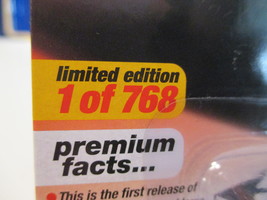 limited edition
1 of 768
premium
facts...
• This is the first release of